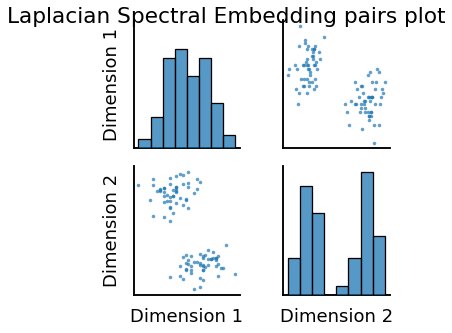 Laplacian Spectral Embedding pairs plot
Dimension 1
Dimension 2
Dimension 1
Dimension 2